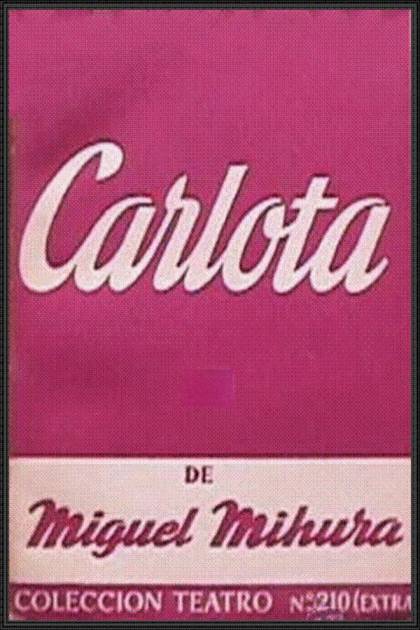 Carlota
DE
Miguel Mihura
COLECCION TEATRO Nº 210 (EXTRA